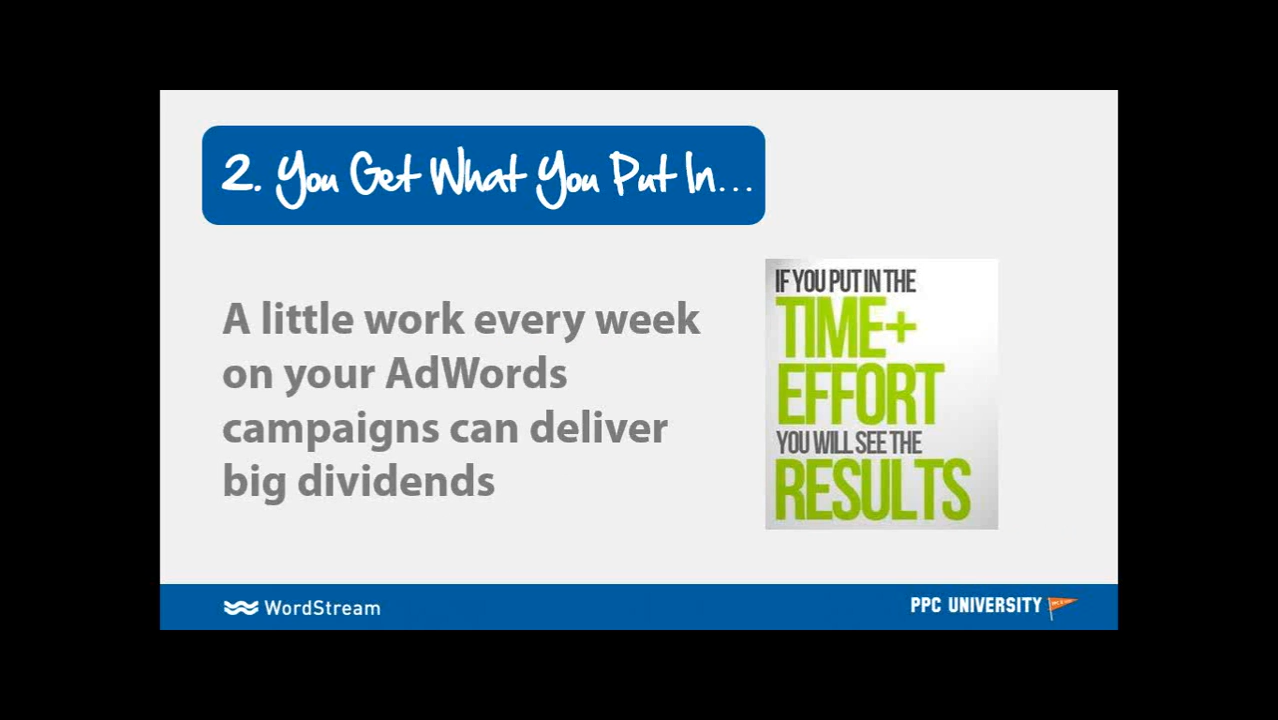 2. You Get What You Put In...
A little work every week
on your AdWords
campaigns can deliver
big dividends
IF YOU PUT IN THE
TIME+
EFFORT
YOU WILL SEE THE
RESULTS
WordStream
PPC UNIVERSITY